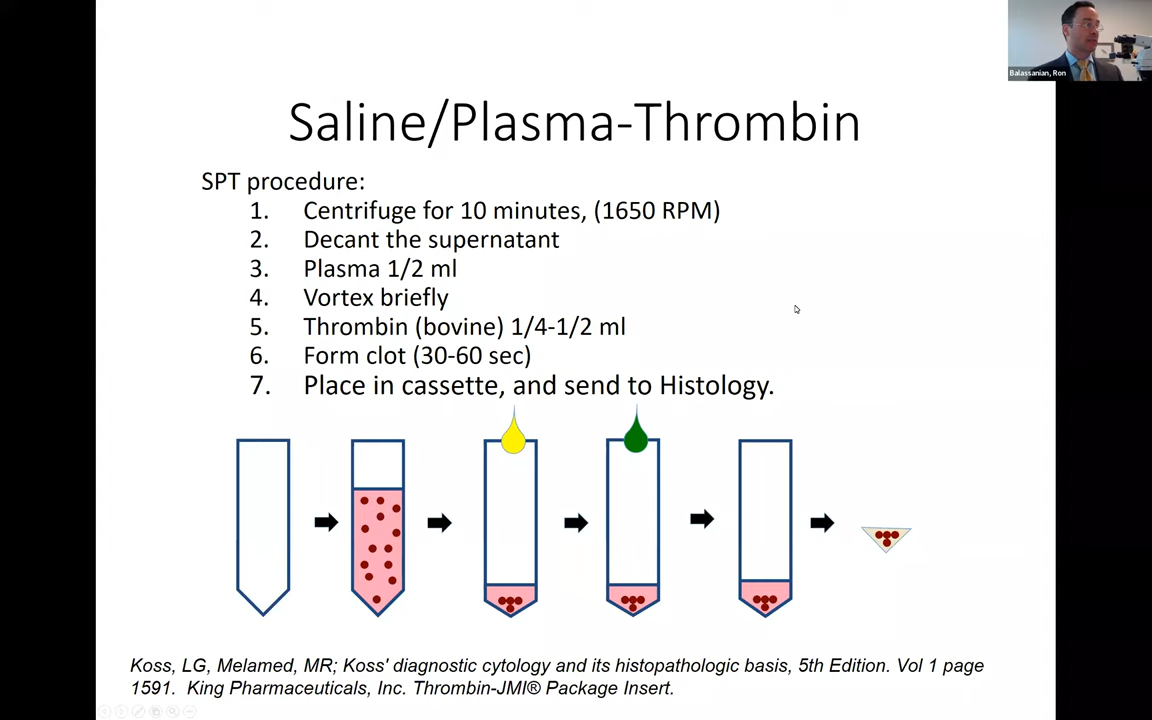 Balassanian, Ron
Saline/Plasma-Thrombin
SPT procedure:
1. Centrifuge for 10 minutes, (1650 RPM)
2. Decant the supernatant
3. Plasma 1/2 ml
4. Vortex briefly
5. Thrombin (bovine) 1/4-1/2 ml
6. Form clot (30-60 sec)
7. Place in cassette, and send to Histology.
Koss, LG, Melamed, MR; Koss' diagnostic cytology and its histopathologic basis, 5th Edition. Vol 1 page
1591. King Pharmaceuticals, Inc. Thrombin-JMI® Package Insert.